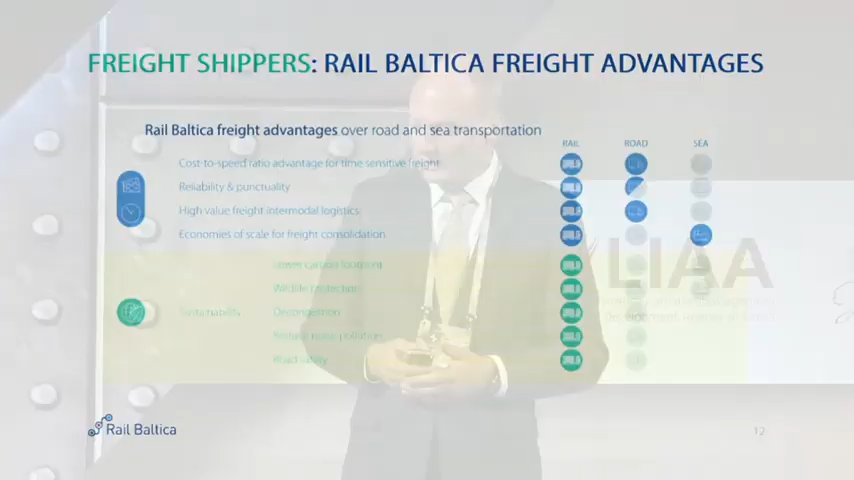 FREIGHT SHIPPERS: RAIL BALTICA FREIGHT ADVANTAGES
Rail Baltica freight advantages over road and sea transportation
RAIL ROAD SEA
Cost-to-speed ratio advantage for time sensitive freight
Reliability & punctuality
High value freight intermodal logistics
Economies of scale for freight consolidation
Lower carbon footprint
Wildlife protection
Sustainability
Decongestion
Reduce noise pollution
Road safety
LIAA
Rail Baltica
12